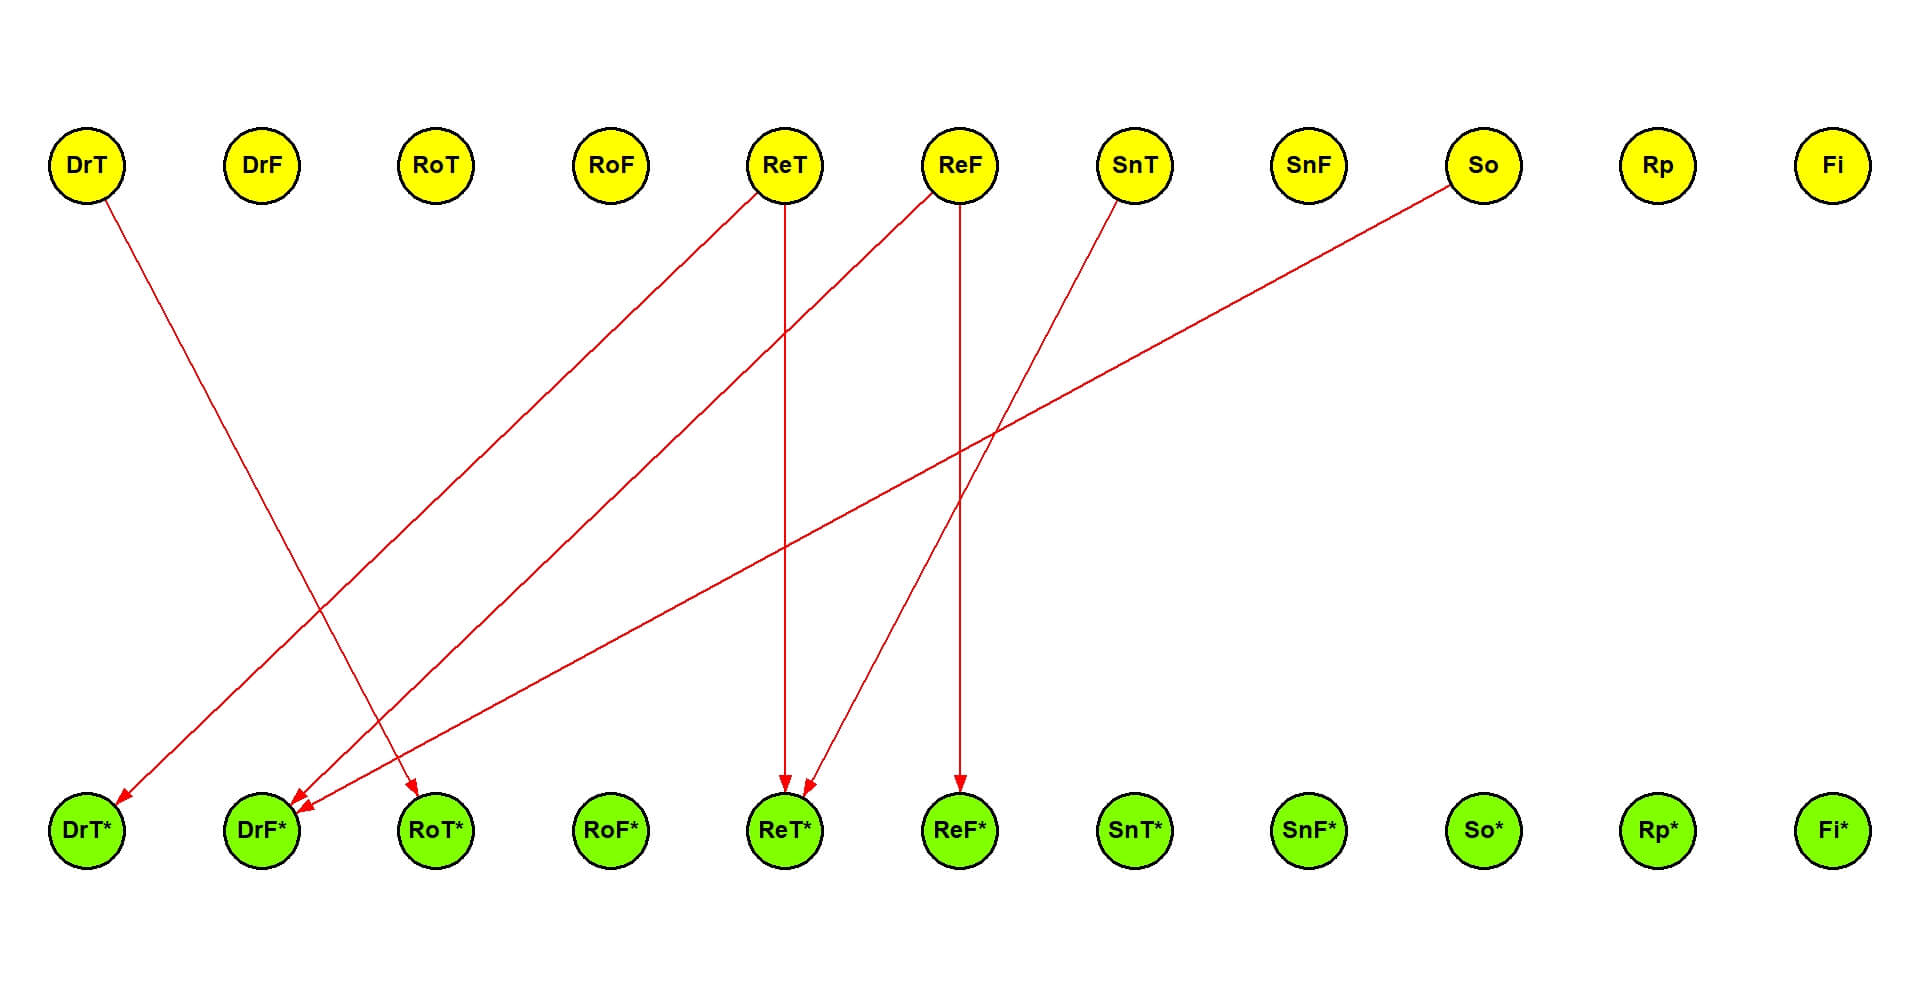 DrT DrF RoT RoF ReT ReF SnT SnF So Rp Fi
DrT* DrF* RoT* RoF* ReT* ReF* SnT* SnF* So* Rp* Fi*